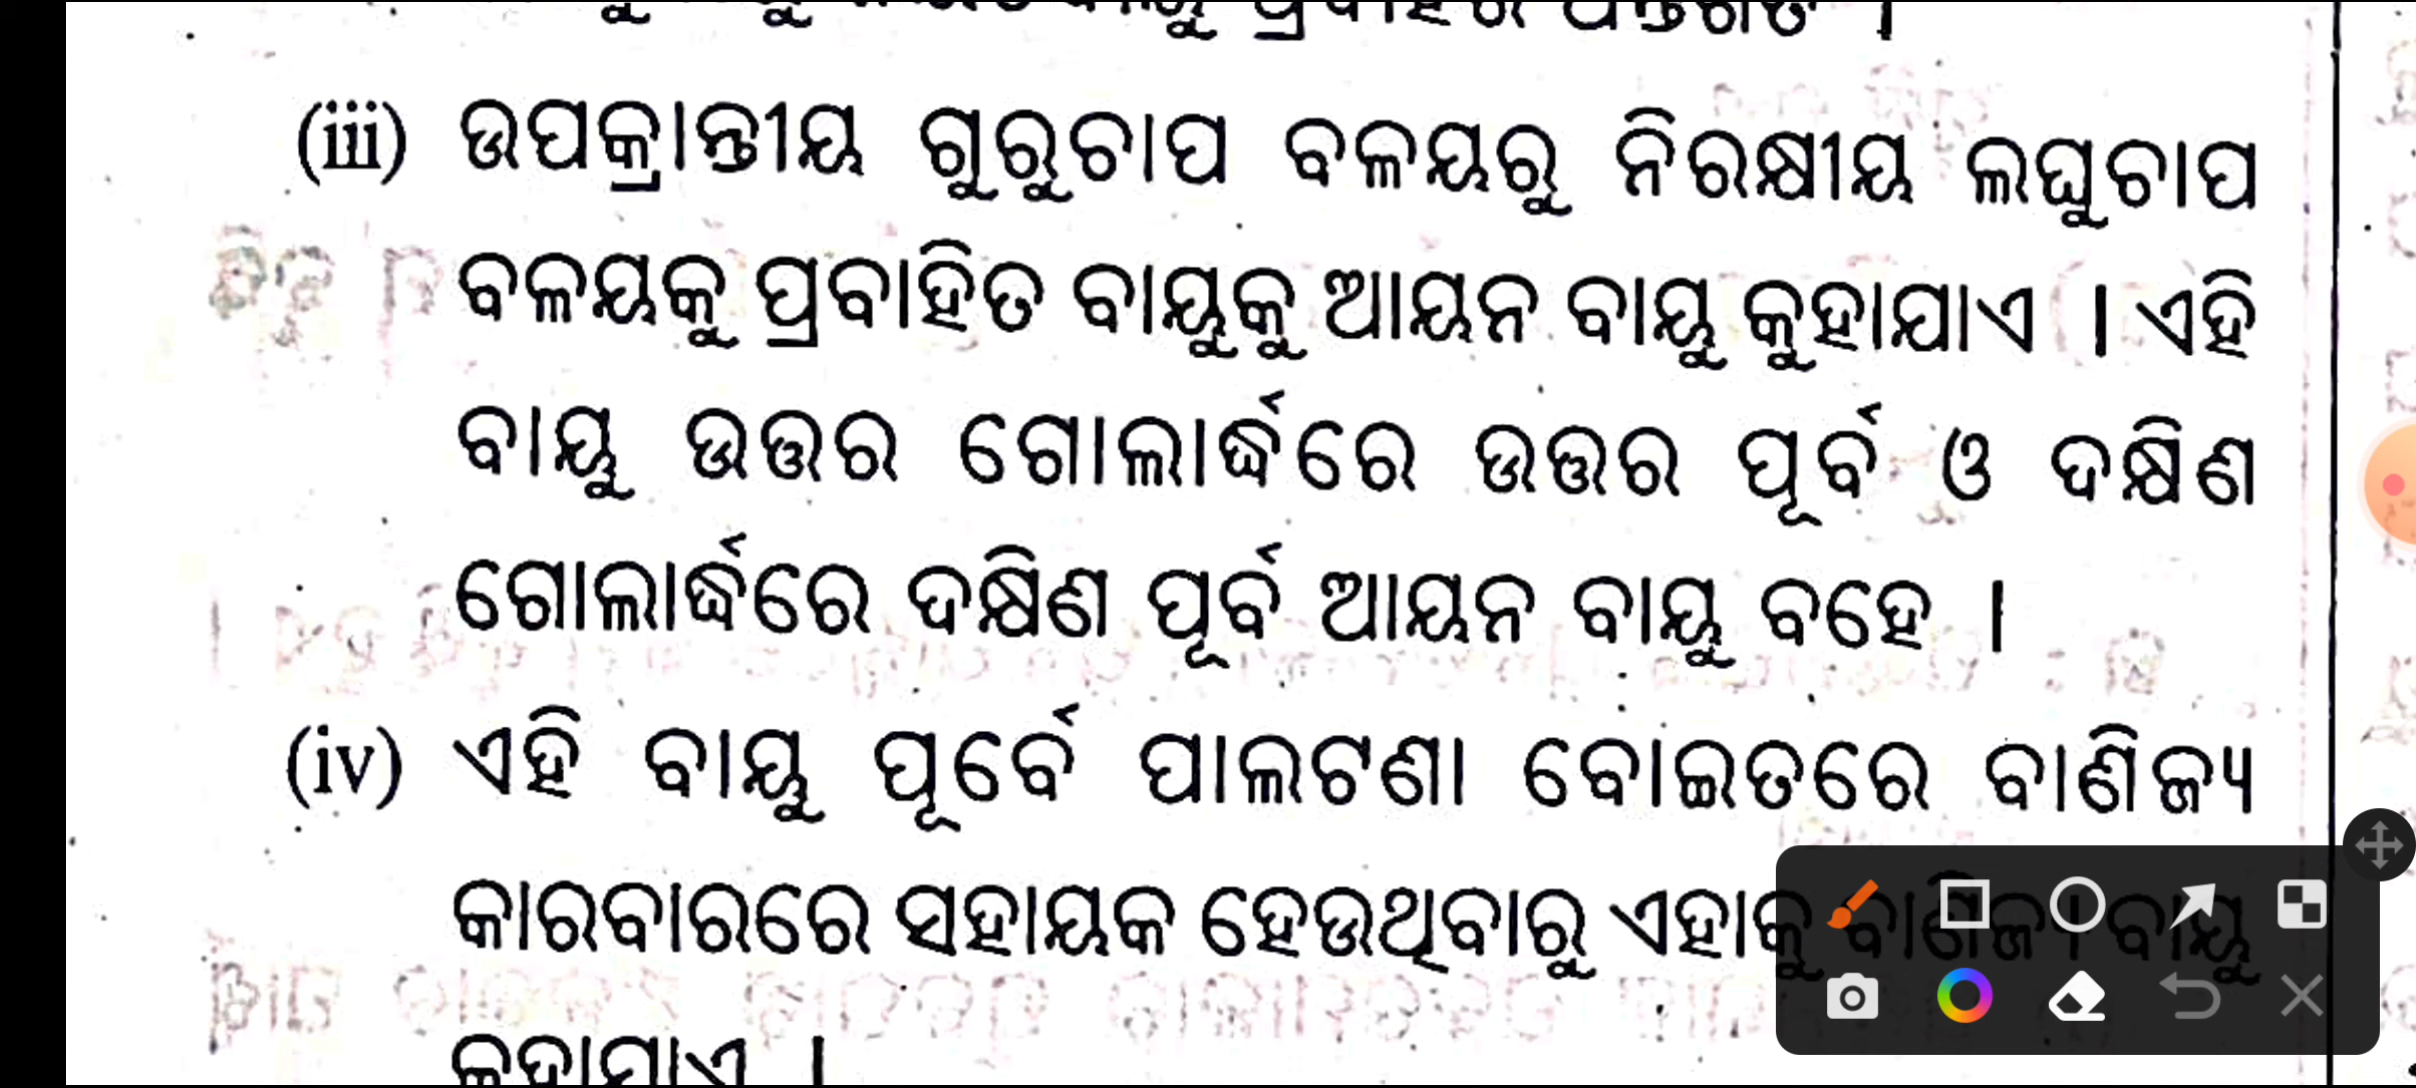 (iii) ଉପକ୍ରାନ୍ତୀୟ ଗୁରୁଚାପ ବଳୟରୁ ନିରକ୍ଷୀୟ ଲଘୁଚାପ
ବଳୟକୁ ପ୍ରବାହିତ ବାୟୁକୁ ଆୟନ ବାୟୁ କୁହାଯାଏ । ଏହି
ବାୟୁ ଉତ୍ତର ଗୋଲାର୍ଦ୍ଧରେ ଉତ୍ତର ପୂର୍ବ ଓ ଦକ୍ଷିଣ
ଗୋଲାର୍ଦ୍ଧରେ ଦକ୍ଷିଣ ପୂର୍ବ ଆୟନ ବାୟୁ ବହେ ।
(iv) ଏହି ବାୟୁ ପୂର୍ବେ ପାଲଟଣା ବୋଇତରେ ବାଣିଜ୍ୟ
କାରବାରରେ ସହାୟକ ହେଉଥିବାରୁ ଏହାକୁ ବାଣିଜ୍ୟ ବାୟୁ
କୁହାଯାଏ ।